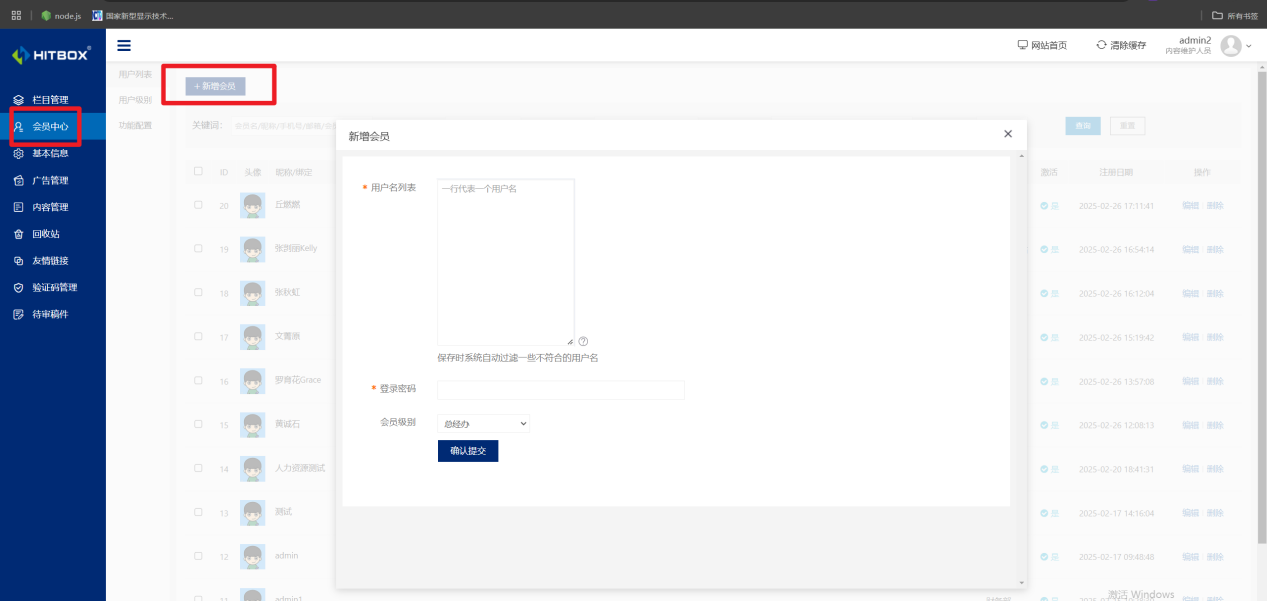 node.js 国家新型显示技术... 所有书签
HITBOX®
网站首页 清除缓存 admin2
内容维护人员
栏目管理
会员中心
基本信息
广告管理
内容管理
回收站
友情链接
验证码管理
待审稿件
用户列表
用户级别
功能配置
+ 新增会员
关键词: 查询 重置
ID 头像 昵称/绑定 激活 注册日期 操作
20 丘燃燃 是 2025-02-26 17:11:41 编辑 删除
19 张凯丽Kelly 是 2025-02-26 16:54:14 编辑 删除
18 张秋虹 是 2025-02-26 16:12:04 编辑 删除
17 是 2025-02-26 15:19:42 编辑 删除
16 罗青花Grace 是 2025-02-26 13:57:08 编辑 删除
15 黄诚石 是 2025-02-26 12:08:13 编辑 删除
14 人力资源测试 是 2025-02-20 18:41:31 编辑 删除
13 测试 是 2025-02-17 14:16:04 编辑 删除
12 admin 是 2025-02-17 09:48:48 编辑 删除
admin1
新增会员
* 用户名列表
一行代表一个用户名
保存时系统自动过滤一些不符合的用户名
* 登录密码
会员级别 总经办
确认提交
激活 Windows